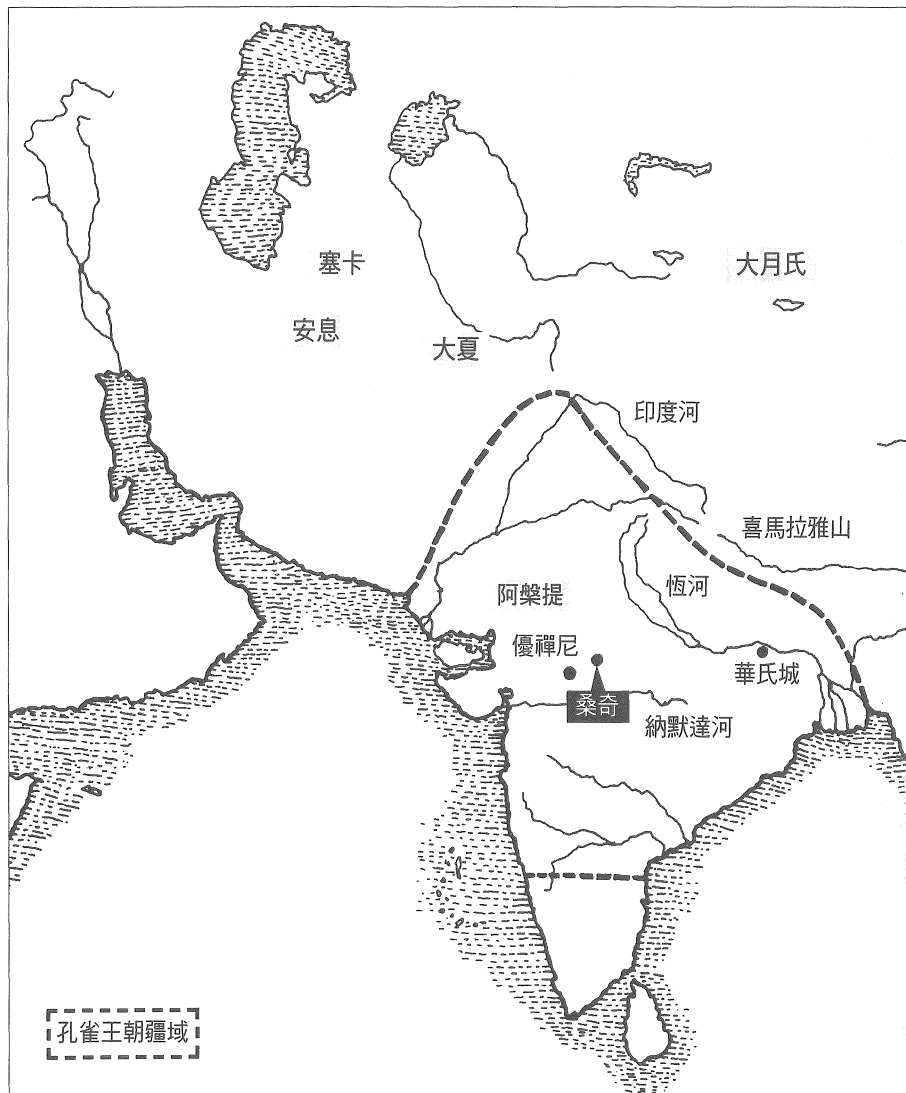 塞卡
大月氏
安息
大夏
印度河
喜馬拉雅山
恆河
阿槃提
優禪尼
華氏城
桑奇
納默達河
孔雀王朝疆域